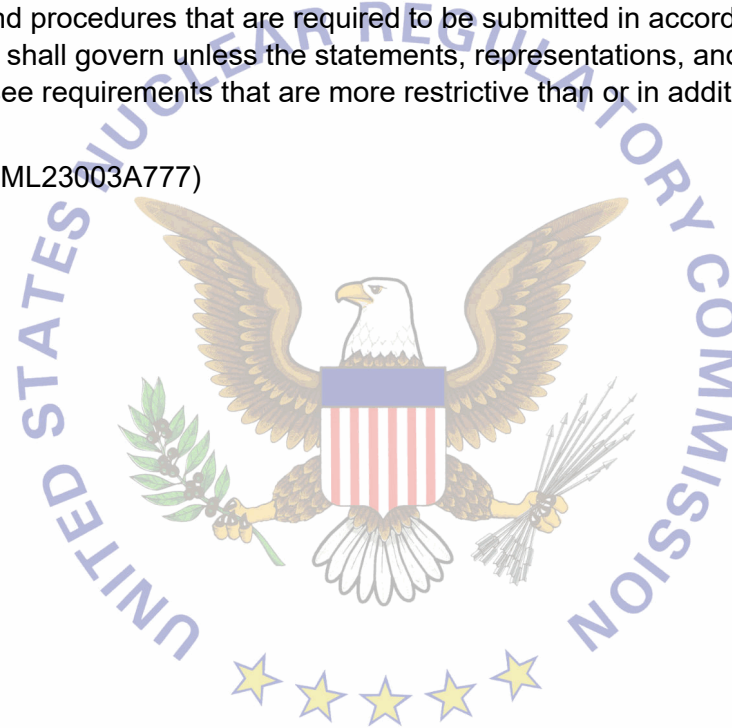 nd procedures that are required to be submitted in accord
shall govern unless the statements, representations, and
ee requirements that are more restrictive than or in addit
ML23003A777)
UNITED STATES NUCLEAR REGULATORY COMMISSION